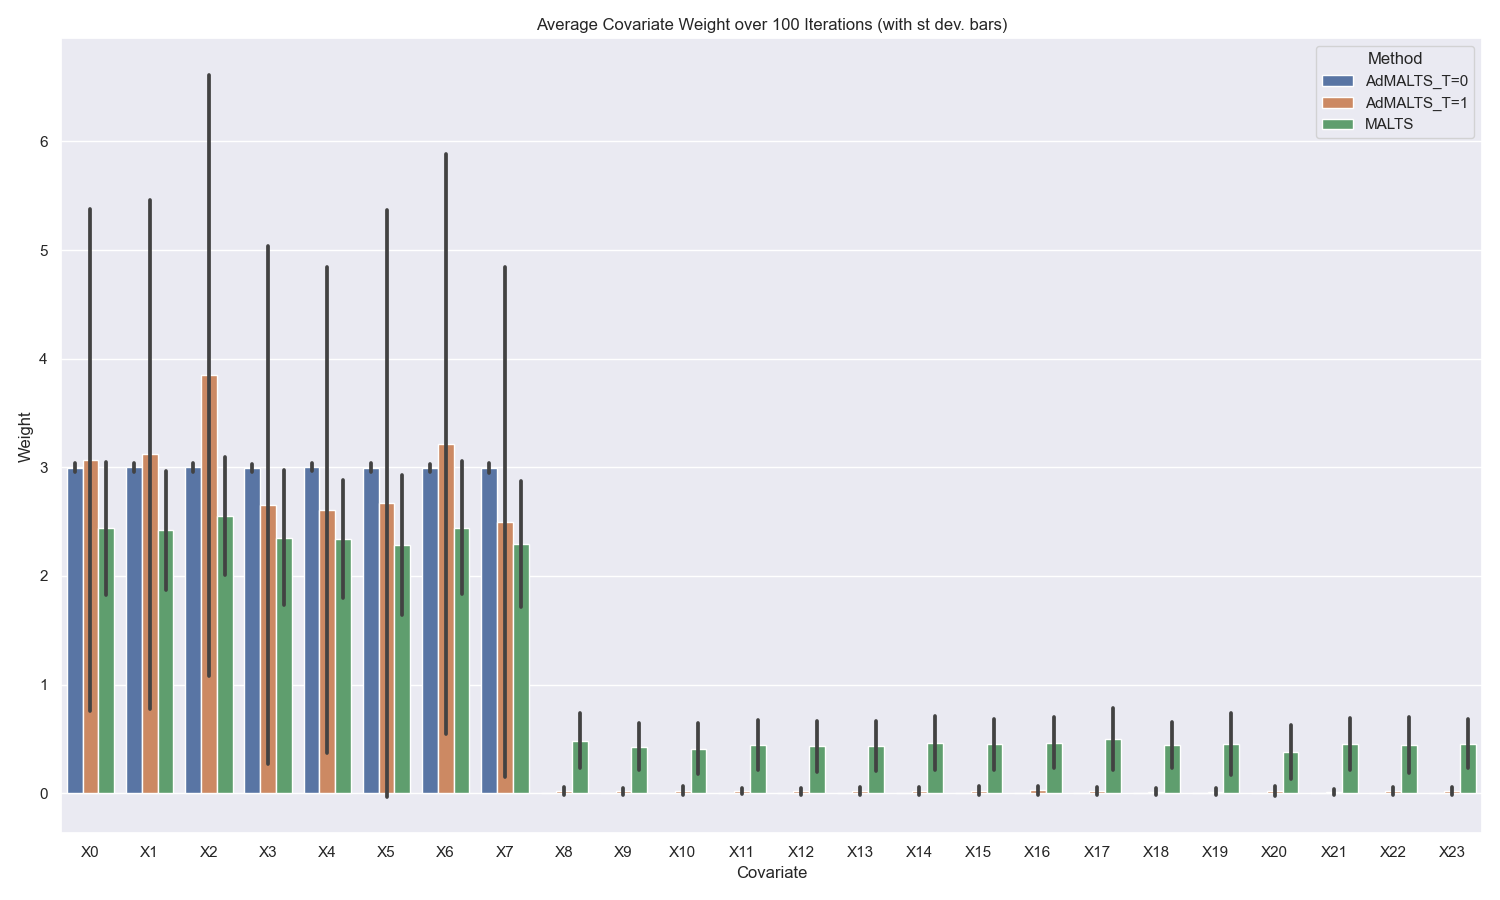 Average Covariate Weight over 100 Iterations (with st dev. bars)
Method
AdMALTS_T=0
AdMALTS_T=1
MALTS
6
5
4
3
2
1
0
Weight
X0 X1 X2 X3 X4 X5 X6 X7 X8 X9 X10 X11 X12 X13 X14 X15 X16 X17 X18 X19 X20 X21 X22 X23
Covariate